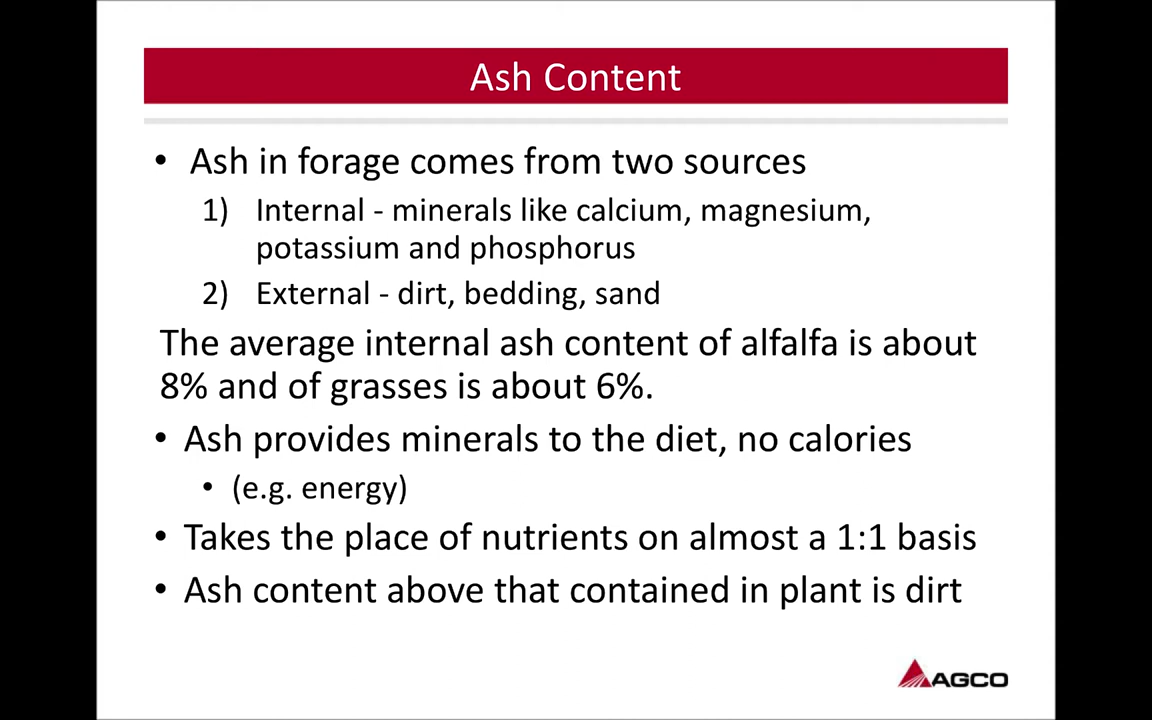 Ash Content
• Ash in forage comes from two sources
1) Internal - minerals like calcium, magnesium,
potassium and phosphorus
2) External - dirt, bedding, sand
The average internal ash content of alfalfa is about
8% and of grasses is about 6%.
• Ash provides minerals to the diet, no calories
• (e.g. energy)
• Takes the place of nutrients on almost a 1:1 basis
• Ash content above that contained in plant is dirt
AGCO